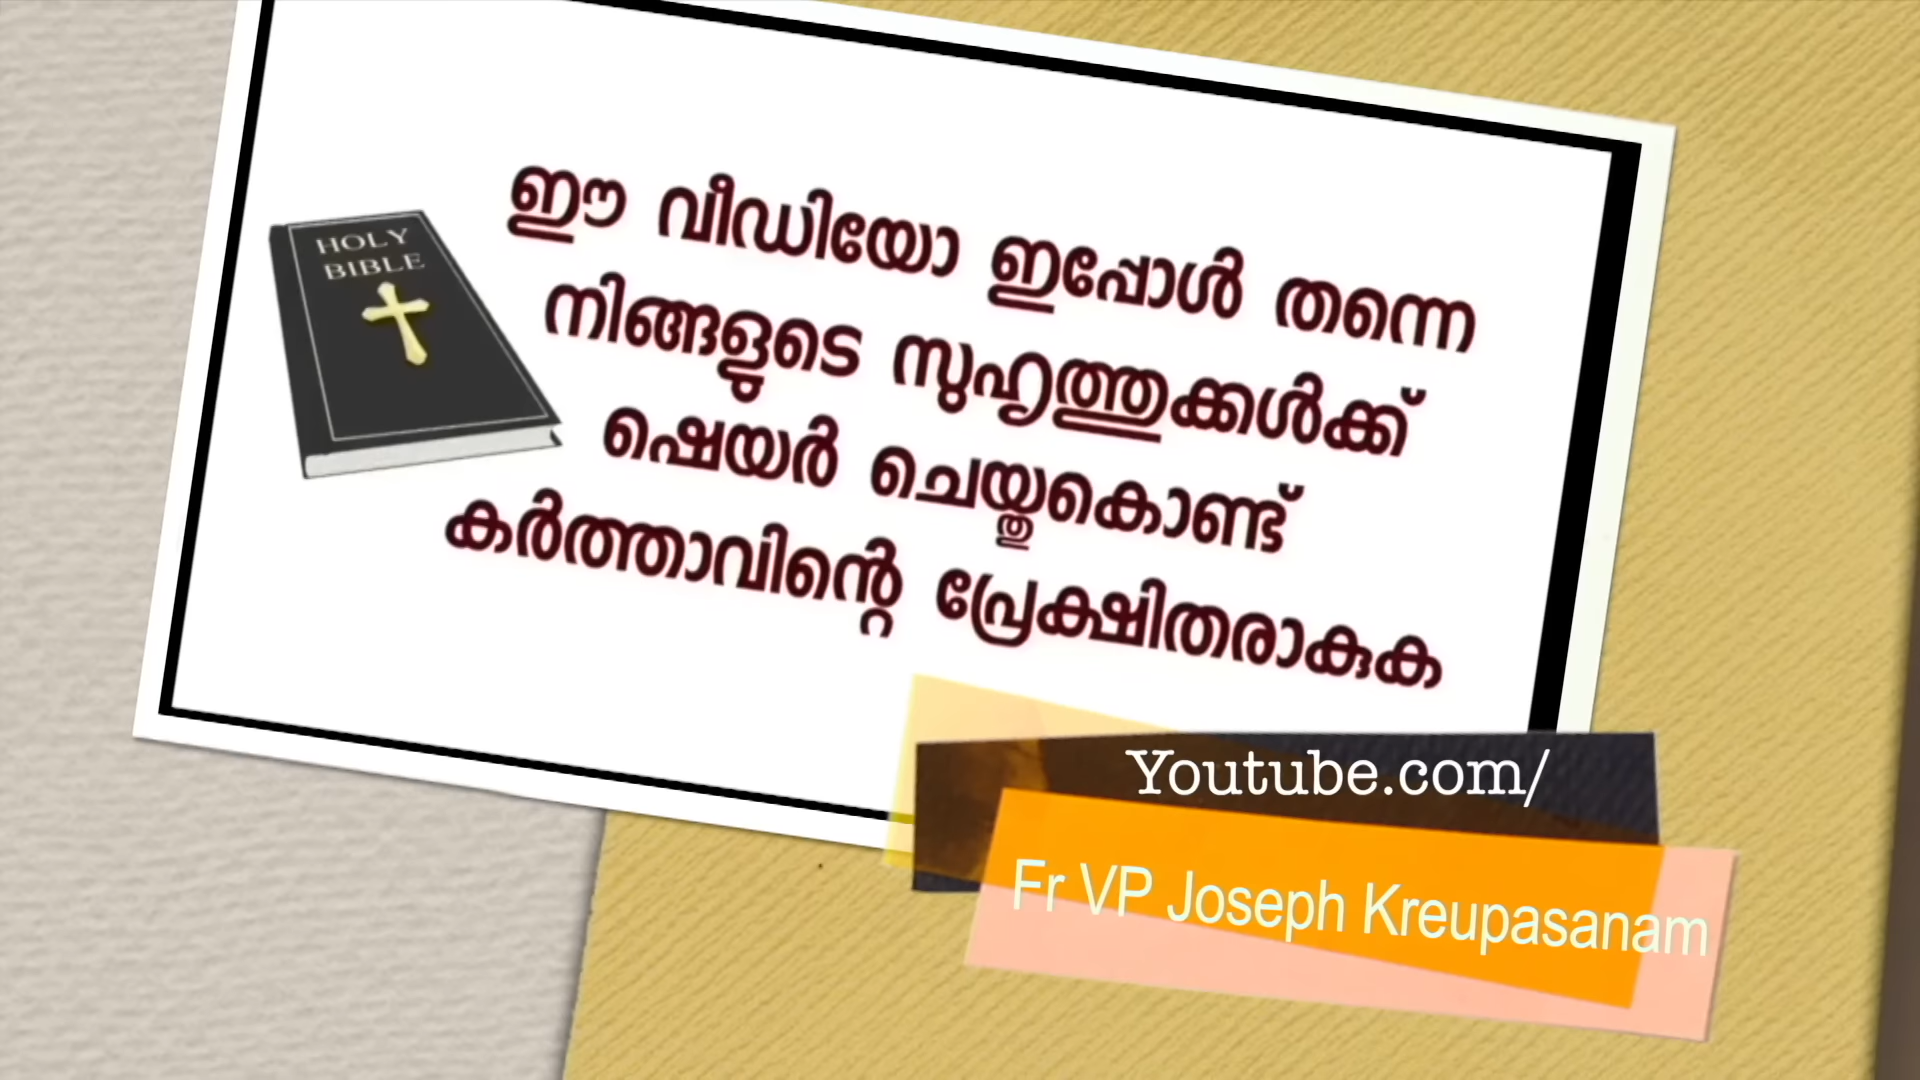 HOLY
BIBLE
ഈ വീഡിയോ ഇപ്പോൾ തന്നെ
നിങ്ങളുടെ സുഹൃത്തുക്കൾക്ക്
ഷെയർ ചെയ്തുകൊണ്ട്
കർത്താവിന്റെ പ്രേക്ഷിതരാകുക
Youtube.com/
Fr VP Joseph Kreupasanam